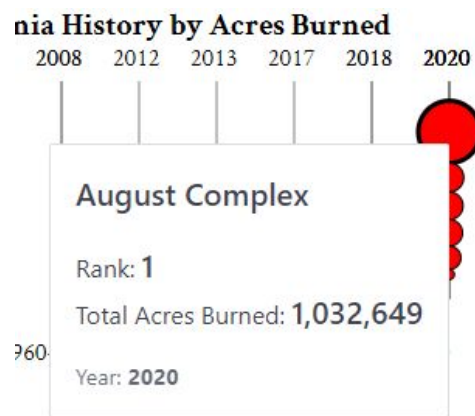 nia History by Acres Burned
2008 2012 2013 2017 2018 2020
August Complex
Rank: 1
Total Acres Burned: 1,032,649
960
Year: 2020